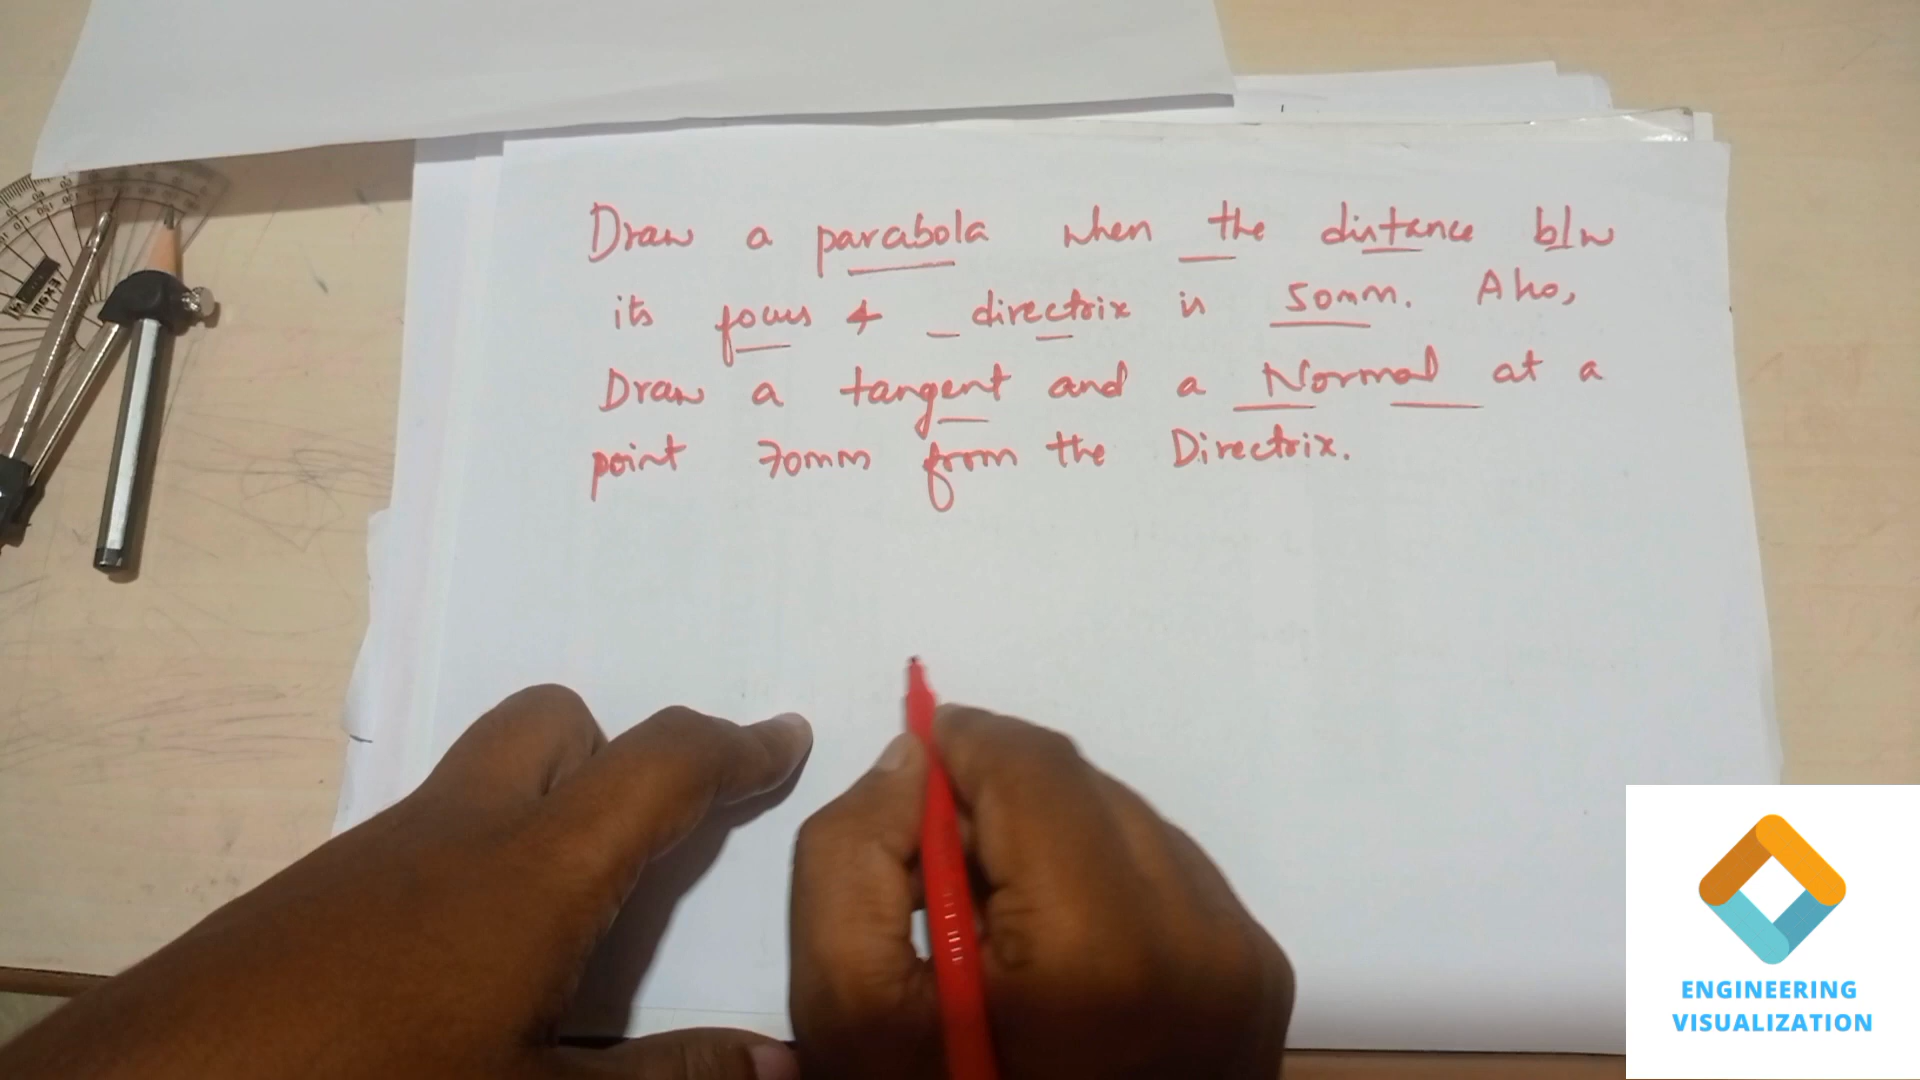 Draw a parabola when the distance b/w
its focus & directrix is 50mm. Also,
Draw a tangent and a Normal at a
point 70mm from the Directrix.
ENGINEERING
VISUALIZATION